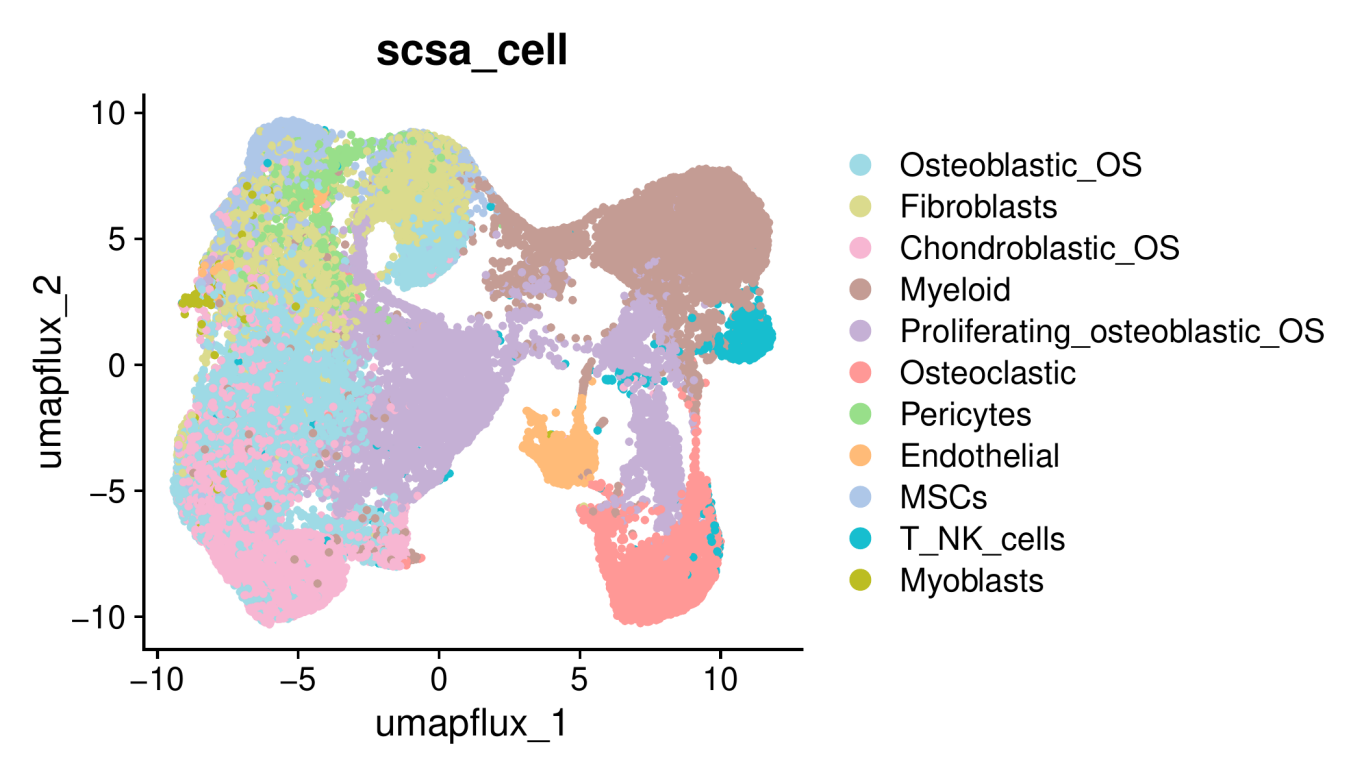 scsa_cell
10
5
0
−5
−10
umapflux_2
−10 −5 0 5 10
umapflux_1
Osteoblastic_OS
Fibroblasts
Chondroblastic_OS
Myeloid
Proliferating_osteoblastic_OS
Osteoclastic
Pericytes
Endothelial
MSCs
T_NK_cells
Myoblasts